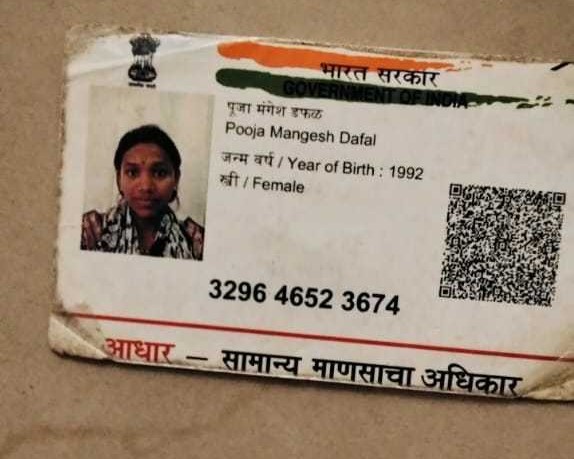 भारत सरकार
GOVERNMENT OF INDIA
पूजा मंगेश डफळ
Pooja Mangesh Dafal
जन्म वर्ष / Year of Birth : 1992
स्त्री / Female
3296 4652 3674
आधार — सामान्य माणसाचा अधिकार